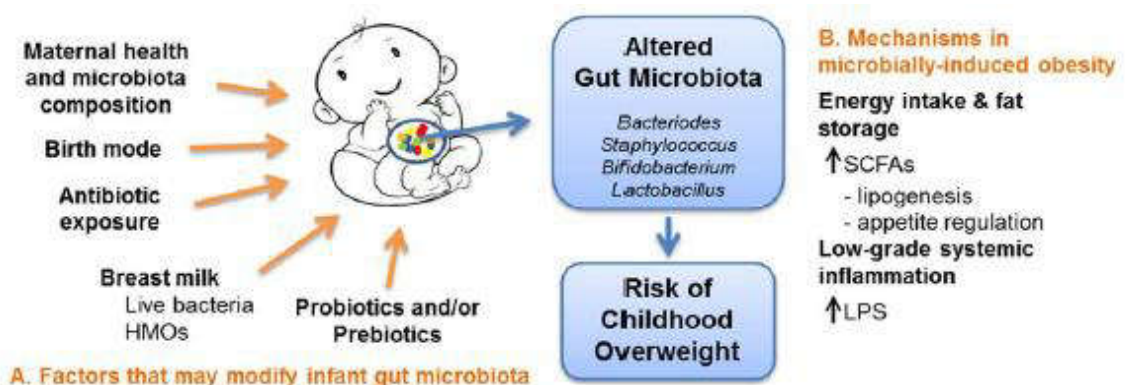 Maternal health
and microbiota
composition
Birth mode
Antibiotic
exposure
Breast milk
Live bacteria
HMOs
Probiotics and/or
Prebiotics
A. Factors that may modify infant gut microbiota
Altered
Gut Microbiota
Bacteriodes
Staphylococcus
Bifidobacterium
Lactobacillus
Risk of
Childhood
Overweight
B. Mechanisms in
microbially-induced obesity
Energy intake & fat
storage
↑SCFAs
- lipogenesis
- appetite regulation
Low-grade systemic
inflammation
↑LPS